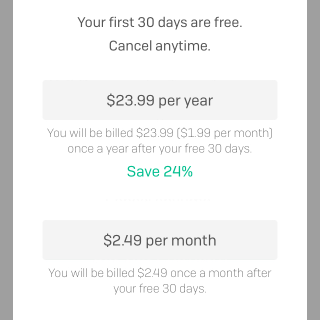 Your first 30 days are free.
Cancel anytime.
$23.99 per year
You will be billed $23.99 ($1.99 per month)
once a year after your free 30 days.
Save 24%
$2.49 per month
You will be billed $2.49 once a month after
your free 30 days.